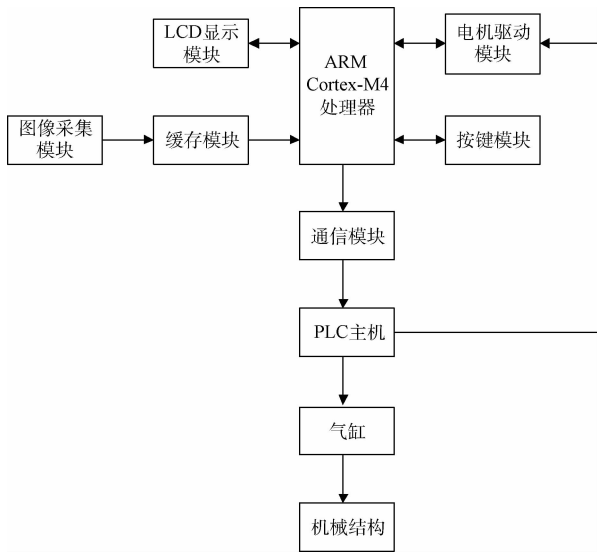 LCD显示
模块
ARM
Cortex-M4
处理器
电机驱动
模块
图像采集
模块
缓存模块
按键模块
通信模块
PLC主机
气缸
机械结构